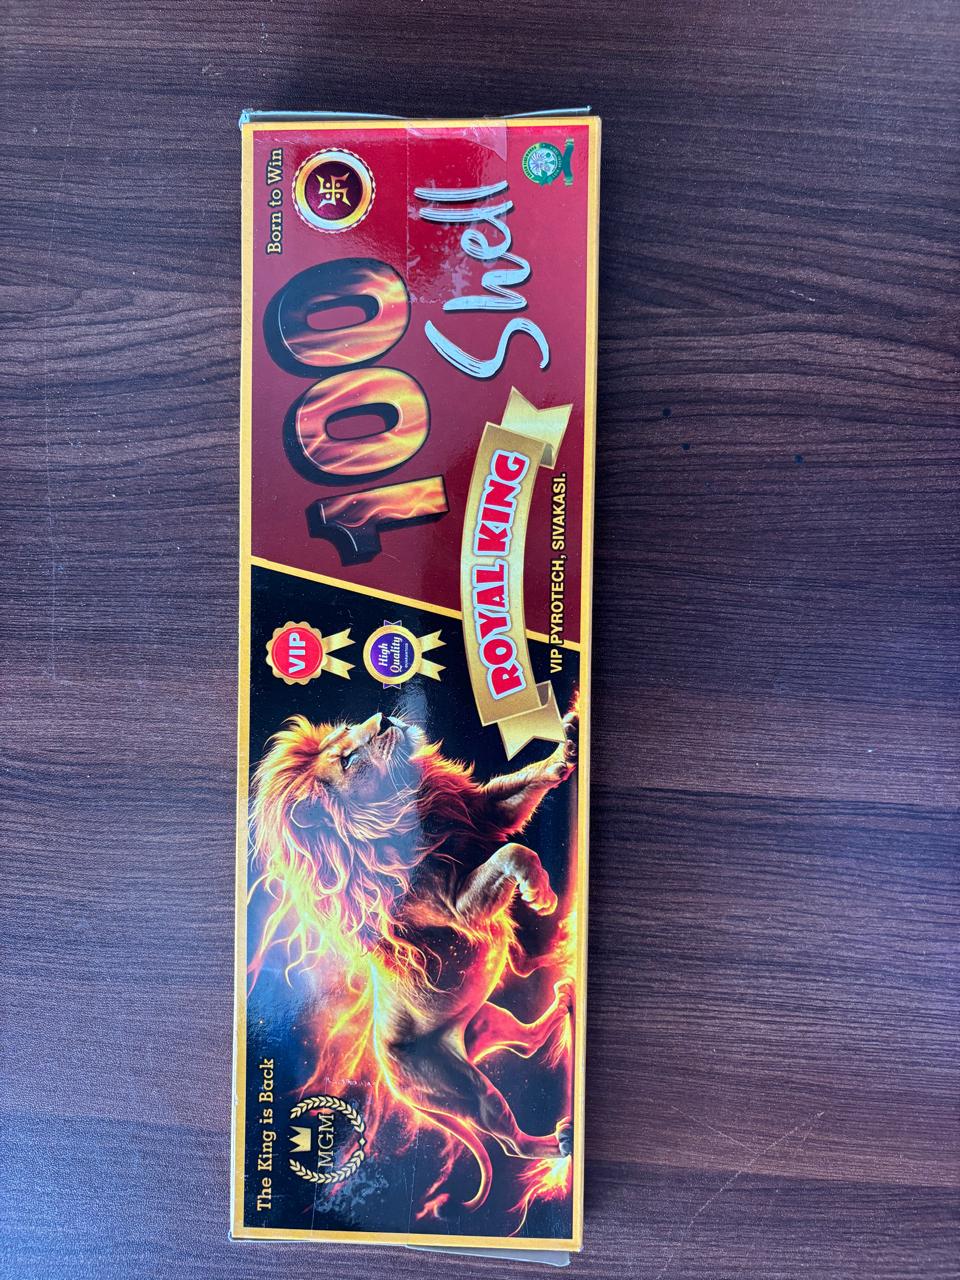 The King is Back
MGM
VIP
High
Quality
ROYAL KING
VIP PYROTECH, SIVAKASI.
100
Shell
Born to Win